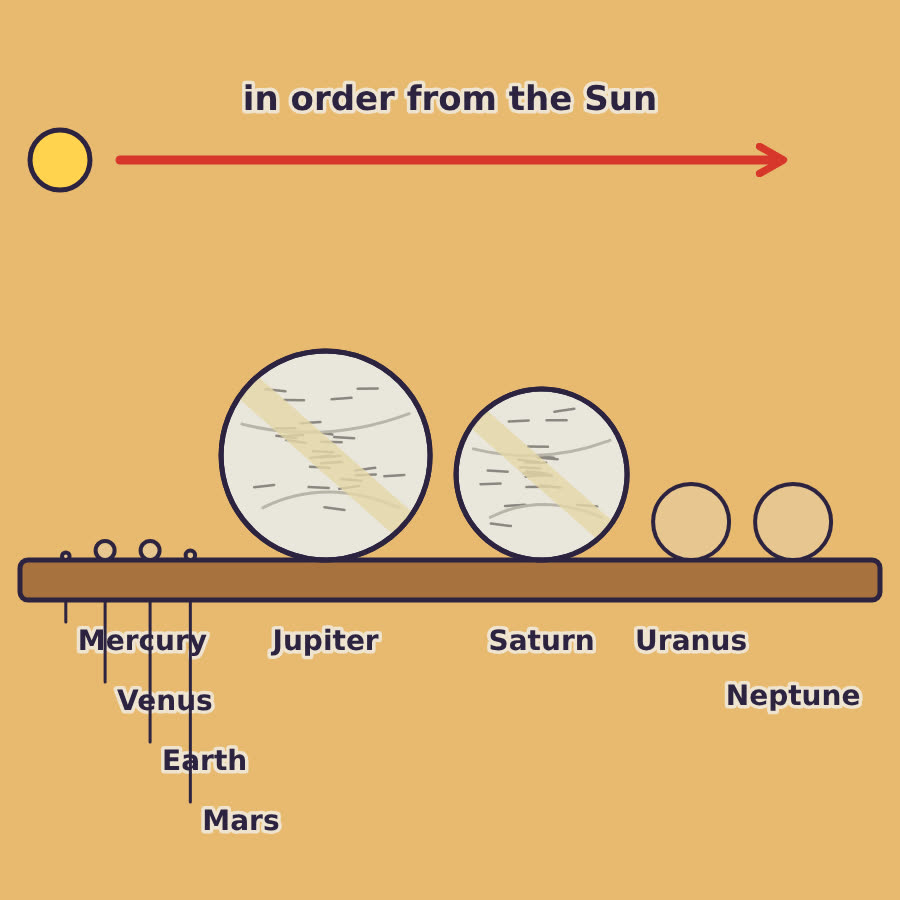 in order from the Sun
Mercury
Jupiter
Saturn
Uranus
Venus
Neptune
Earth
Mars